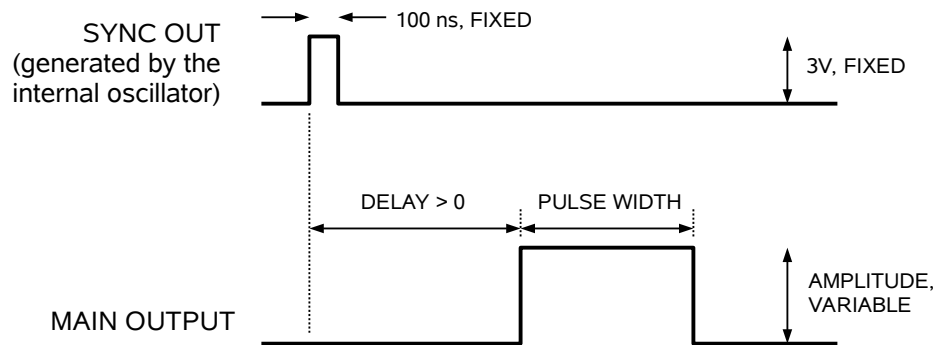 100 ns, FIXED
SYNC OUT
(generated by the
internal oscillator)
3V, FIXED
DELAY > 0
PULSE WIDTH
AMPLITUDE,
VARIABLE
MAIN OUTPUT